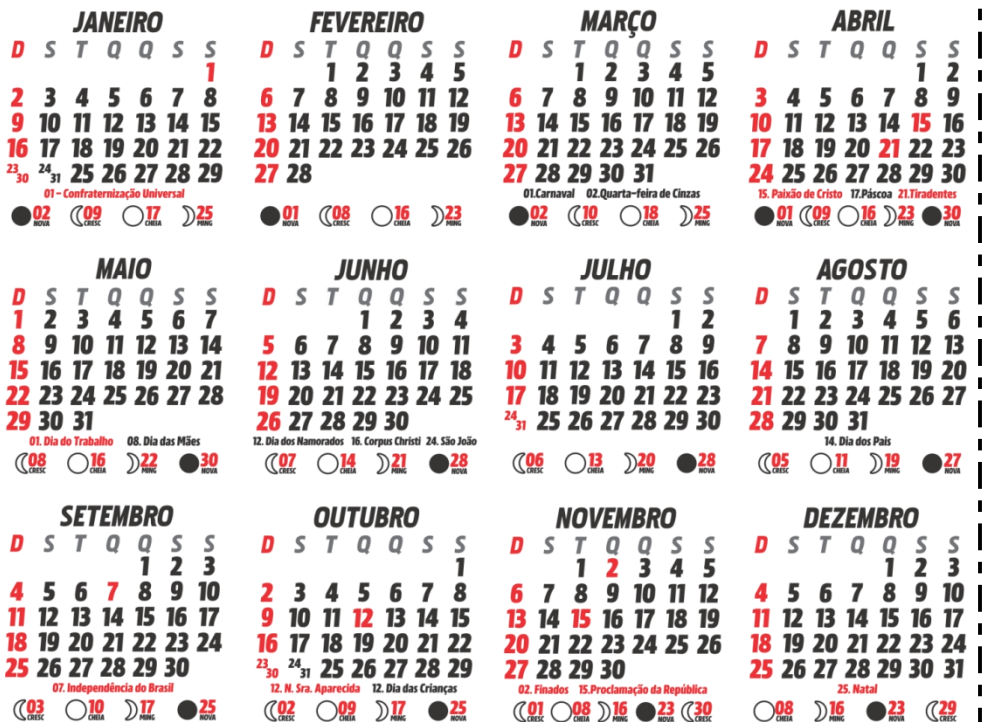 JANEIRO
D S T Q Q S S
1
2 3 4 5 6 7 8
9 10 11 12 13 14 15
16 17 18 19 20 21 22
23 30 24 31 25 26 27 28 29
01 - Confraternização Universal
02 NOVA 09 CRESC 17 CHEIA 25 MING
FEVEREIRO
D S T Q Q S S
1 2 3 4 5
6 7 8 9 10 11 12
13 14 15 16 17 18 19
20 21 22 23 24 25 26
27 28
01 NOVA 08 CRESC 16 CHEIA 23 MING
MARÇO
D S T Q Q S S
1 2 3 4 5
6 7 8 9 10 11 12
13 14 15 16 17 18 19
20 21 22 23 24 25 26
27 28 29 30 31
01.Carnaval 02.Quarta-feira de Cinzas
02 NOVA 10 CRESC 18 CHEIA 25 MING
ABRIL
D S T Q Q S S
1 2
3 4 5 6 7 8 9
10 11 12 13 14 15 16
17 18 19 20 21 22 23
24 25 26 27 28 29 30
15. Paixão de Cristo 17.Páscoa 21.Tiradentes
01 NOVA 09 CRESC 16 CHEIA 23 MING 30 NOVA
MAIO
D S T Q Q S S
1 2 3 4 5 6 7
8 9 10 11 12 13 14
15 16 17 18 19 20 21
22 23 24 25 26 27 28
29 30 31
01. Dia do Trabalho 08. Dia das Mães
08 CRESC 16 CHEIA 22 MING 30 NOVA
JUNHO
D S T Q Q S S
1 2 3 4
5 6 7 8 9 10 11
12 13 14 15 16 17 18
19 20 21 22 23 24 25
26 27 28 29 30
12. Dia dos Namorados 16. Corpus Christi 24. São João
07 CRESC 14 CHEIA 21 MING 28 NOVA
JULHO
D S T Q Q S S
1 2
3 4 5 6 7 8 9
10 11 12 13 14 15 16
17 18 19 20 21 22 23
24 31 25 26 27 28 29 30
06 CRESC 13 CHEIA 20 MING 28 NOVA
AGOSTO
D S T Q Q S S
1 2 3 4 5 6
7 8 9 10 11 12 13
14 15 16 17 18 19 20
21 22 23 24 25 26 27
28 29 30 31
14. Dia dos Pais
05 CRESC 11 CHEIA 19 MING 27 NOVA
SETEMBRO
D S T Q Q S S
1 2 3
4 5 6 7 8 9 10
11 12 13 14 15 16 17
18 19 20 21 22 23 24
25 26 27 28 29 30
07. Independência do Brasil
03 CRESC 10 CHEIA 17 MING 25 NOVA
OUTUBRO
D S T Q Q S S
1
2 3 4 5 6 7 8
9 10 11 12 13 14 15
16 17 18 19 20 21 22
23 30 24 31 25 26 27 28 29
12. N. Sra. Aparecida 12. Dia das Crianças
02 CRESC 09 CHEIA 17 MING 25 NOVA
NOVEMBRO
D S T Q Q S S
1 2 3 4 5
6 7 8 9 10 11 12
13 14 15 16 17 18 19
20 21 22 23 24 25 26
27 28 29 30
02. Finados 15.Proclamação da República
01 CRESC 08 CHEIA 16 MING 23 NOVA 30 CRESC
DEZEMBRO
D S T Q Q S S
1 2 3
4 5 6 7 8 9 10
11 12 13 14 15 16 17
18 19 20 21 22 23 24
25 26 27 28 29 30 31
25. Natal
08 CHEIA 16 MING 23 NOVA 29 CRESC